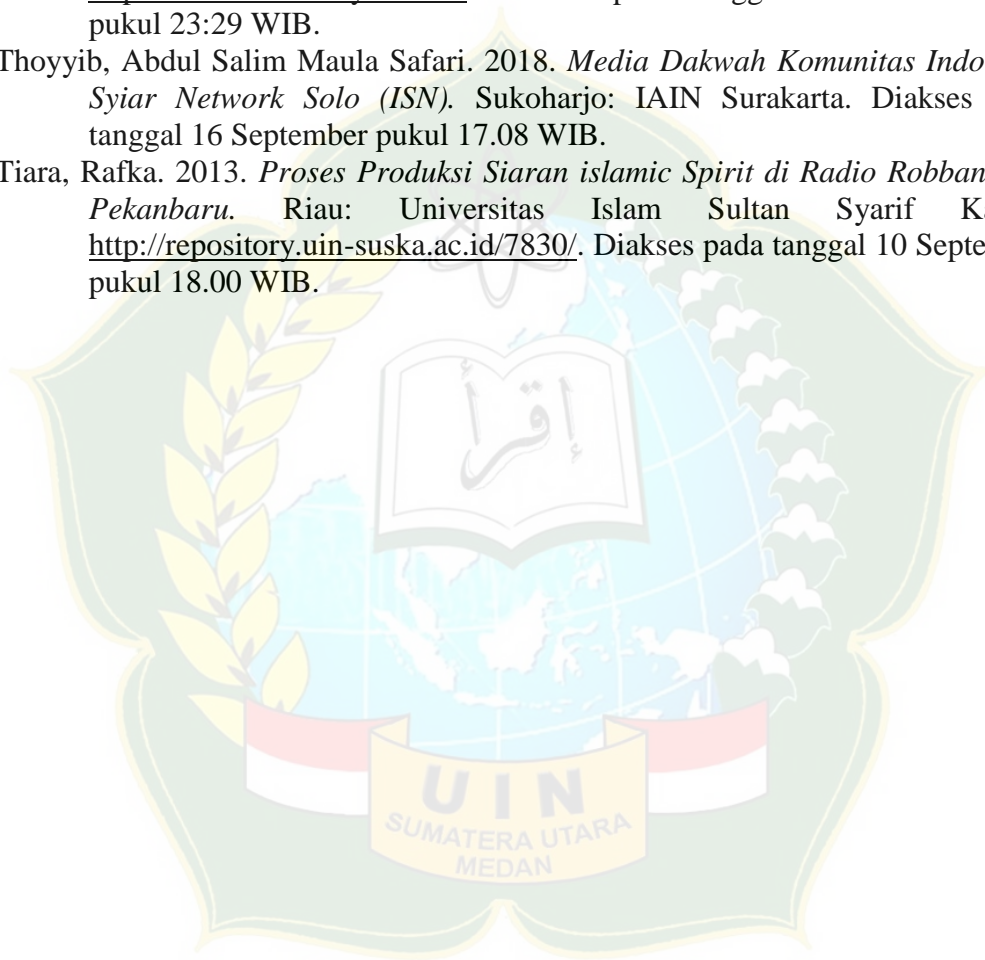 pukul 23:29 WIB.
Thoyyib, Abdul Salim Maula Safari. 2018. Media Dakwah Komunitas Indo
Syiar Network Solo (ISN). Sukoharjo: IAIN Surakarta. Diakses
tanggal 16 September pukul 17.08 WIB.
Tiara, Rafka. 2013. Proses Produksi Siaran islamic Spirit di Radio Robban
Pekanbaru. Riau: Universitas Islam Sultan Syarif K
http://repository.uin-suska.ac.id/7830/. Diakses pada tanggal 10 Septe
pukul 18.00 WIB.
إقرأ
UIN
SUMATERA UTARA
MEDAN